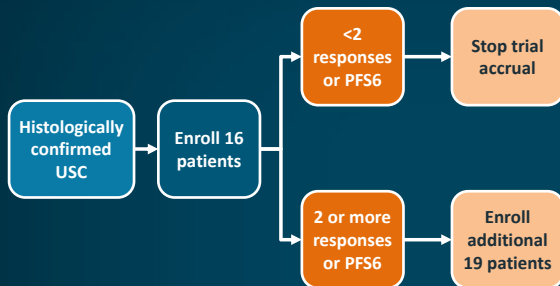 <2
responses
or PFS6
Stop trial
accrual
Histologically
confirmed
USC
Enroll 16
patients
2 or more
responses
or PFS6
Enroll
additional
19 patients